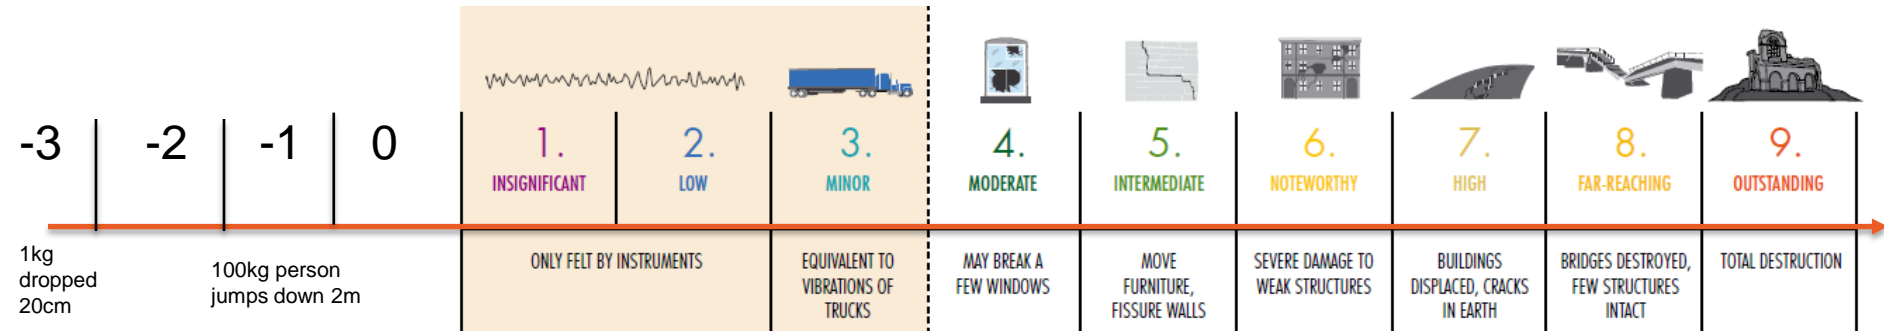 -3
-2
-1
0
1.
INSIGNIFICANT
2.
LOW
3.
MINOR
4.
MODERATE
5.
INTERMEDIATE
6.
NOTEWORTHY
7.
HIGH
8.
FAR-REACHING
9.
OUTSTANDING
1kg
dropped
20cm
100kg person
jumps down 2m
ONLY FELT BY INSTRUMENTS
EQUIVALENT TO
VIBRATIONS OF
TRUCKS
MAY BREAK A
FEW WINDOWS
MOVE
FURNITURE,
FISSURE WALLS
SEVERE DAMAGE TO
WEAK STRUCTURES
BUILDINGS
DISPLACED, CRACKS
IN EARTH
BRIDGES DESTROYED,
FEW STRUCTURES
INTACT
TOTAL DESTRUCTION